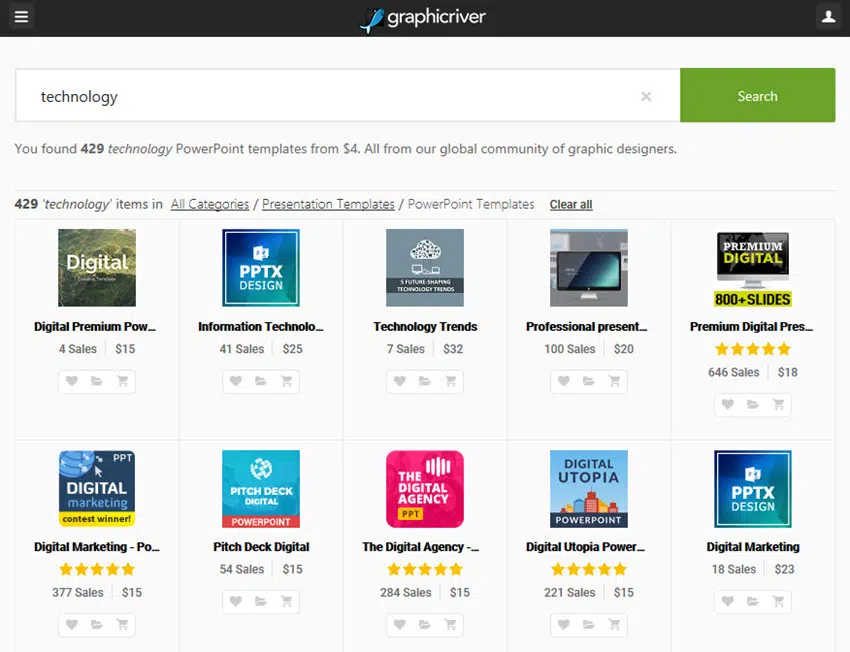 graphicriver
technology
Search
You found 429 technology PowerPoint templates from $4. All from our global community of graphic designers.
429 'technology' items in All Categories / Presentation Templates / PowerPoint Templates Clear all
Digital
PPTX
DESIGN
5 FUTURE-SHAPING
TECHNOLOGY TRENDS
PREMIUM
DIGITAL
800+SLIDES
Digital Premium Pow... Information Technolo... Technology Trends Professional present... Premium Digital Pres...
4 Sales $15 41 Sales $25 7 Sales $32 100 Sales $20
646 Sales $18
PPT
DIGITAL
marketing
contest winner!
PITCH DECK
DIGITAL
POWERPOINT
THE
DIGITAL
AGENCY
PPT
DIGITAL
UTOPIA
POWERPOINT
PPTX
DESIGN
Digital Marketing - Po... Pitch Deck Digital The Digital Agency -... Digital Utopia Power... Digital Marketing
54 Sales $15 18 Sales $23
377 Sales $15 284 Sales $15 221 Sales $15